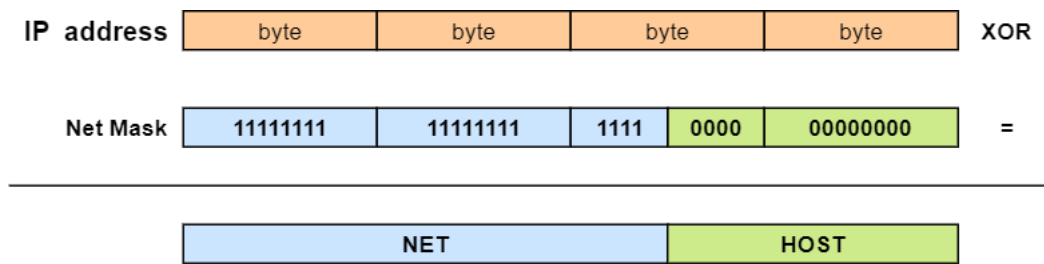 IP address byte byte byte byte XOR
Net Mask 11111111 11111111 1111 0000 00000000 =
NET HOST